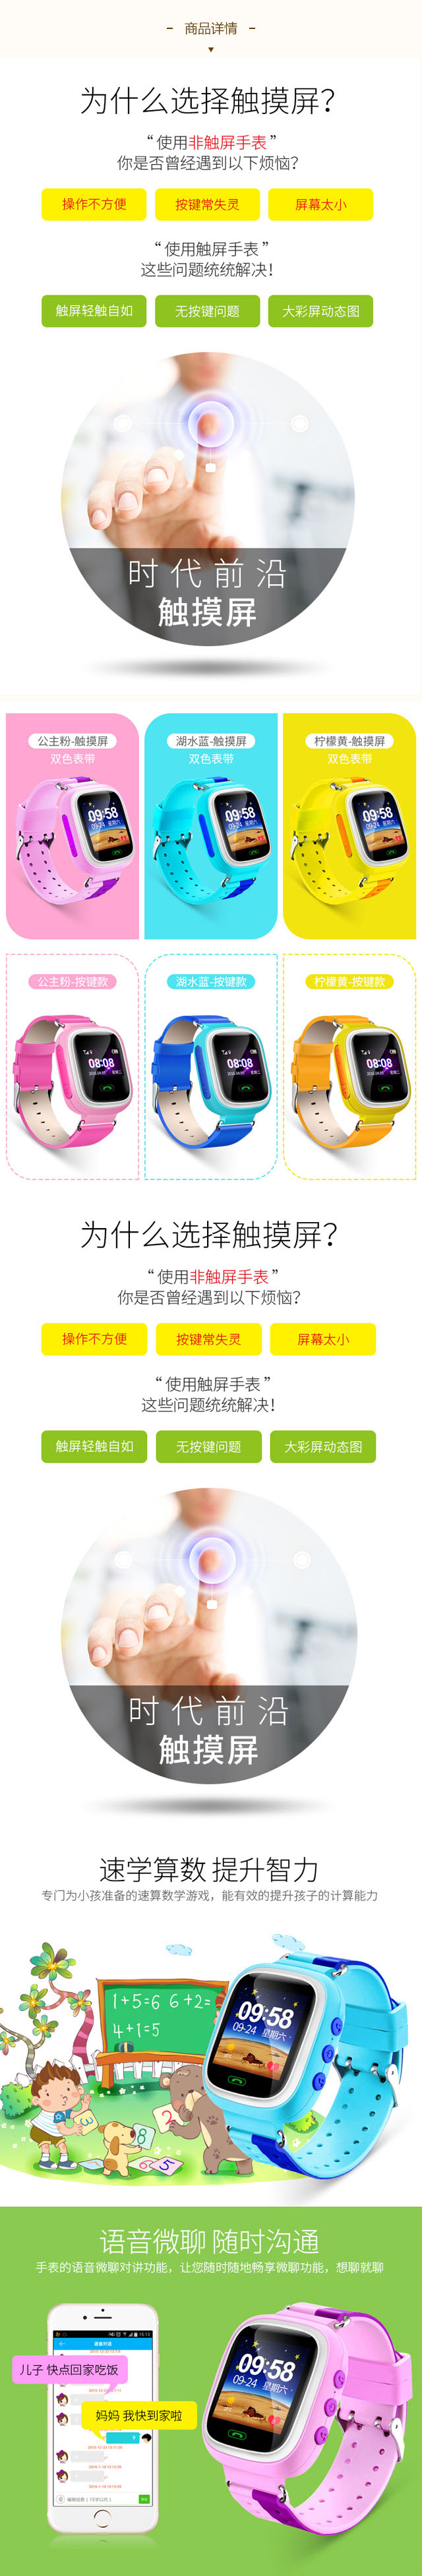 - 商品详情 -
为什么选择触摸屏?
“使用非触屏手表”
你是否曾经遇到以下烦恼?
操作不方便 按键常失灵 屏幕太小
“使用触屏手表”
这些问题统统解决!
触屏轻触自如 无按键问题 大彩屏动态图
时代前沿
触摸屏
公主粉-触摸屏 湖水蓝-触摸屏 柠檬黄-触摸屏
双色表带 双色表带 双色表带
09:58 09:58 09:58
09-24 星期六 09-24 星期六 09-24 星期六
公主粉-按键款 湖水蓝-按键款 柠檬黄-按键款
08:08 08:08 08:08
为什么选择触摸屏?
“使用非触屏手表”
你是否曾经遇到以下烦恼?
操作不方便 按键常失灵 屏幕太小
“使用触屏手表”
这些问题统统解决!
触屏轻触自如 无按键问题 大彩屏动态图
时代前沿
触摸屏
速学算数 提升智力
专门为小孩准备的速算数学游戏，能有效的提升孩子的计算能力
1+5=6 6+2=
4+1=5
09:58
09-24 星期六
3 8 2 6 5
语音微聊 随时沟通
手表的语音微聊对讲功能，让您随时随地畅享微聊功能，想聊就聊
15:13
儿子 快点回家吃饭
妈妈 我快到家啦
09:58
09-24 星期六